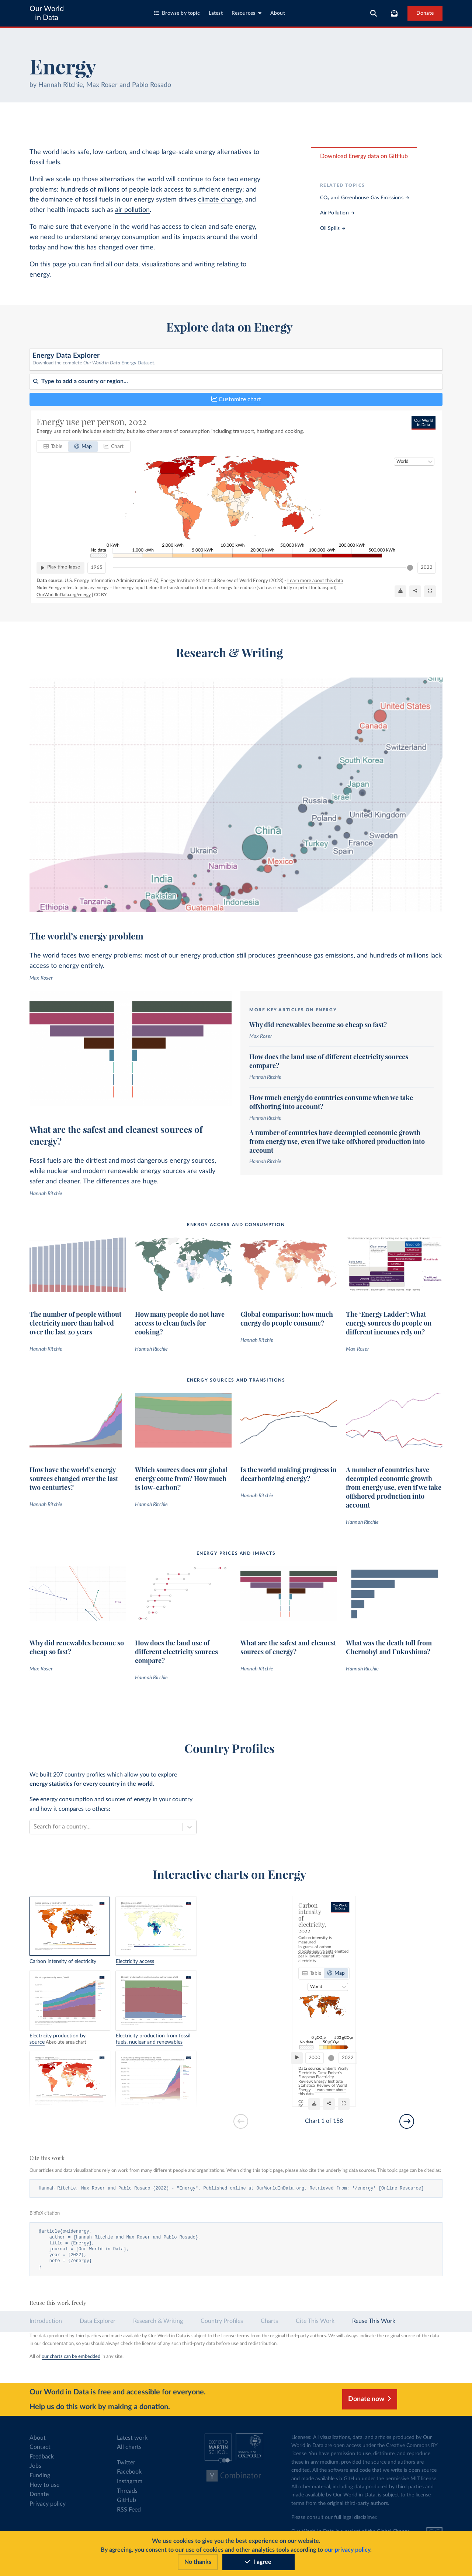 Our World
in Data
Browse by topic
Latest
Resources
About
Donate
Energy
by Hannah Ritchie, Max Roser and Pablo Rosado
The world lacks safe, low-carbon, and cheap large-scale energy alternatives to
fossil fuels.
Until we scale up those alternatives the world will continue to face two energy
problems: hundreds of millions of people lack access to sufficient energy; and
the dominance of fossil fuels in our energy system drives climate change, and
other health impacts such as air pollution.
To make sure that everyone in the world has access to clean and safe energy,
we need to understand energy consumption and its impacts around the world
today and how this has changed over time.
On this page you can find all our data, visualizations and writing relating to
energy.
Download Energy data on GitHub
RELATED TOPICS
CO₂ and Greenhouse Gas Emissions →
Air Pollution →
Oil Spills →
Explore data on Energy
Energy Data Explorer
Download the complete Our World in Data Energy Dataset.
Type to add a country or region...
Customize chart
Energy use per person, 2022
Energy use not only includes electricity, but also other areas of consumption including transport, heating and cooking.
Our World
in Data
Table
Map
Chart
World
No data
0 kWh
1,000 kWh
2,000 kWh
5,000 kWh
10,000 kWh
20,000 kWh
50,000 kWh
100,000 kWh
200,000 kWh
500,000 kWh
Play time-lapse
1965
2022
Data source: U.S. Energy Information Administration (EIA); Energy Institute Statistical Review of World Energy (2023) - Learn more about this data
Note: Energy refers to primary energy – the energy input before the transformation to forms of energy for end-use (such as electricity or petrol for transport).
OurWorldInData.org/energy | CC BY
Research & Writing
Sing
United States
Canada
Switzerland
South Korea
Japan
Israel
Russia
Poland
United Kingdom
China
Sweden
Turkey
France
Spain
Ukraine
Mexico
Namibia
India
Indonesia
Tanzania
Ethiopia
Pakistan
Guatemala
The world's energy problem
The world faces two energy problems: most of our energy production still produces greenhouse gas emissions, and hundreds of millions lack
access to energy entirely.
Max Roser
What are the safest and cleanest sources of
energy?
Fossil fuels are the dirtiest and most dangerous energy sources,
while nuclear and modern renewable energy sources are vastly
safer and cleaner. The differences are huge.
Hannah Ritchie
MORE KEY ARTICLES ON ENERGY
Why did renewables become so cheap so fast?
Max Roser
How does the land use of different electricity sources
compare?
Hannah Ritchie
How much energy do countries consume when we take
offshoring into account?
Hannah Ritchie
A number of countries have decoupled economic growth
from energy use, even if we take offshored production into
account
Hannah Ritchie
ENERGY ACCESS AND CONSUMPTION
The number of people without
electricity more than halved
over the last 20 years
Hannah Ritchie
How many people do not have
access to clean fuels for
cooking?
Hannah Ritchie
Global comparison: how much
energy do people consume?
Hannah Ritchie
The 'Energy Ladder': What
energy sources do people on
different incomes rely on?
Max Roser
ENERGY SOURCES AND TRANSITIONS
How have the world's energy
sources changed over the last
two centuries?
Hannah Ritchie
Which sources does our global
energy come from? How much
is low-carbon?
Hannah Ritchie
Is the world making progress in
decarbonizing energy?
Hannah Ritchie
A number of countries have
decoupled economic growth
from energy use, even if we take
offshored production into
account
Hannah Ritchie
ENERGY PRICES AND IMPACTS
Why did renewables become so
cheap so fast?
Max Roser
How does the land use of
different electricity sources
compare?
Hannah Ritchie
What are the safest and cleanest
sources of energy?
Hannah Ritchie
What was the death toll from
Chernobyl and Fukushima?
Hannah Ritchie
Country Profiles
We built 207 country profiles which allow you to explore
energy statistics for every country in the world.
See energy consumption and sources of energy in your country
and how it compares to others:
Search for a country...
Interactive charts on Energy
Carbon intensity of electricity
Electricity access
Electricity production by
source Absolute area chart
Electricity production from fossil
fuels, nuclear and renewables
Carbon
intensity
of
electricity,
2022
Our World
in Data
Carbon intensity is
measured
in grams of carbon
dioxide-equivalents emitted
per kilowatt-hour of
electricity.
Table
Map
World
No data
0 gCO₂e
50 gCO₂e
500 gCO₂e
2000
2022
Data source: Ember's Yearly
Electricity Data; Ember's
European Electricity
Review; Energy Institute
Statistical Review of World
Energy - Learn more about
this data
CC
BY
Chart 1 of 158
Cite this work
Our articles and data visualizations rely on work from many different people and organizations. When citing this topic page, please also cite the underlying data sources. This topic page can be cited as:
Hannah Ritchie, Max Roser and Pablo Rosado (2022) - "Energy". Published online at OurWorldInData.org. Retrieved from: '/energy' [Online Resource]
BibTeX citation
@article{owidenergy,
author = {Hannah Ritchie and Max Roser and Pablo Rosado},
title = {Energy},
journal = {Our World in Data},
year = {2022},
note = {/energy}
}
Reuse this work freely
Introduction
Data Explorer
Research & Writing
Country Profiles
Charts
Cite This Work
Reuse This Work
The data produced by third parties and made available by Our World in Data is subject to the license terms from the original third-party authors. We will always indicate the original source of the data
in our documentation, so you should always check the license of any such third-party data before use and redistribution.
All of our charts can be embedded in any site.
Our World in Data is free and accessible for everyone.
Help us do this work by making a donation.
Donate now
About
Contact
Feedback
Jobs
Funding
How to use
Donate
Privacy policy
Latest work
All charts
Twitter
Facebook
Instagram
Threads
GitHub
RSS Feed
OXFORD
MARTIN
SCHOOL
UNIVERSITY OF
OXFORD
Y Combinator
Licenses: All visualizations, data, and articles produced by Our
World in Data are open access under the Creative Commons BY
license. You have permission to use, distribute, and reproduce
these in any medium, provided the source and authors are
credited. All the software and code that we write is open source
and made available via GitHub under the permissive MIT license.
All other material, including data produced by third parties and
made available by Our World in Data, is subject to the license
terms from the original third-party authors.
Please consult our full legal disclaimer.
We use cookies to give you the best experience on our website.
By agreeing, you consent to our use of cookies and other analytics tools according to our privacy policy.
No thanks
I agree